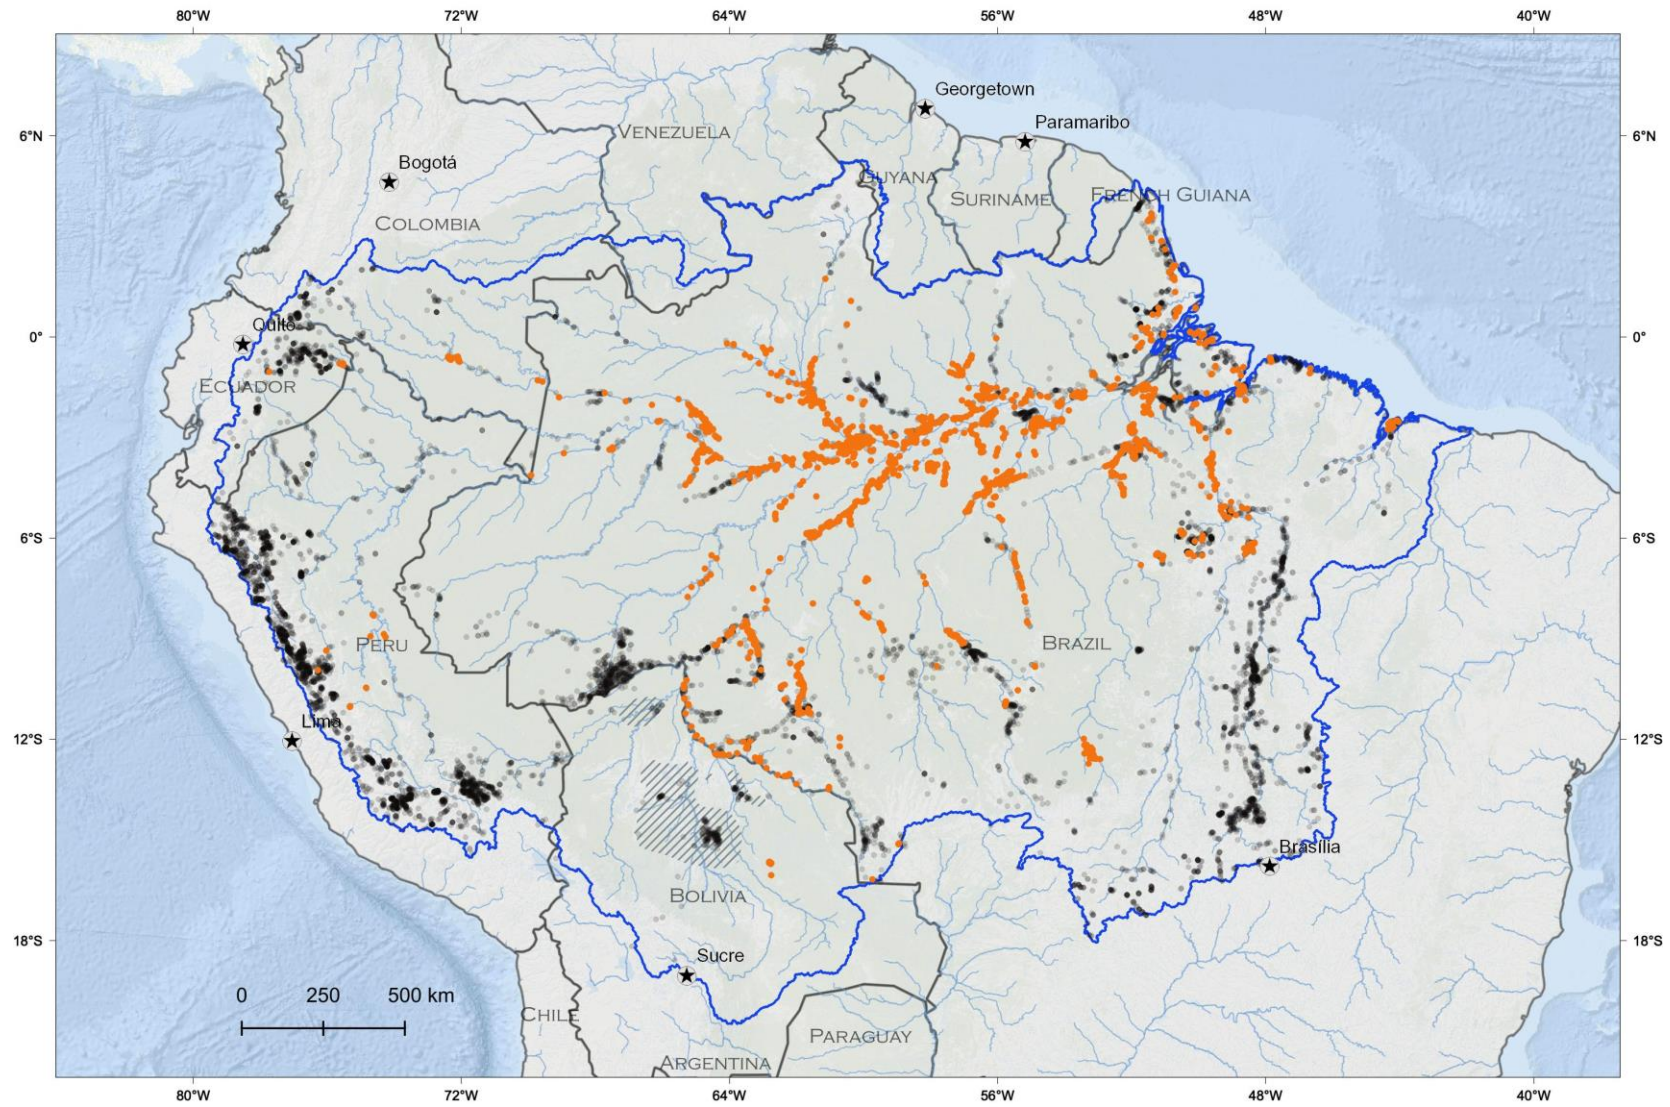 80°W 72°W 64°W 56°W 48°W 40°W
Georgetown
Paramaribo
6°N 6°N
VENEZUELA
Bogotá
GUYANA
SURINAME
FRENCH GUIANA
COLOMBIA
Quito
0° 0°
ECUADOR
6°S 6°S
PERU
BRAZIL
Lima
12°S 12°S
Brasília
BOLIVIA
18°S 18°S
Sucre
0 250 500 km
CHILE
PARAGUAY
ARGENTINA
80°W 72°W 64°W 56°W 48°W 40°W